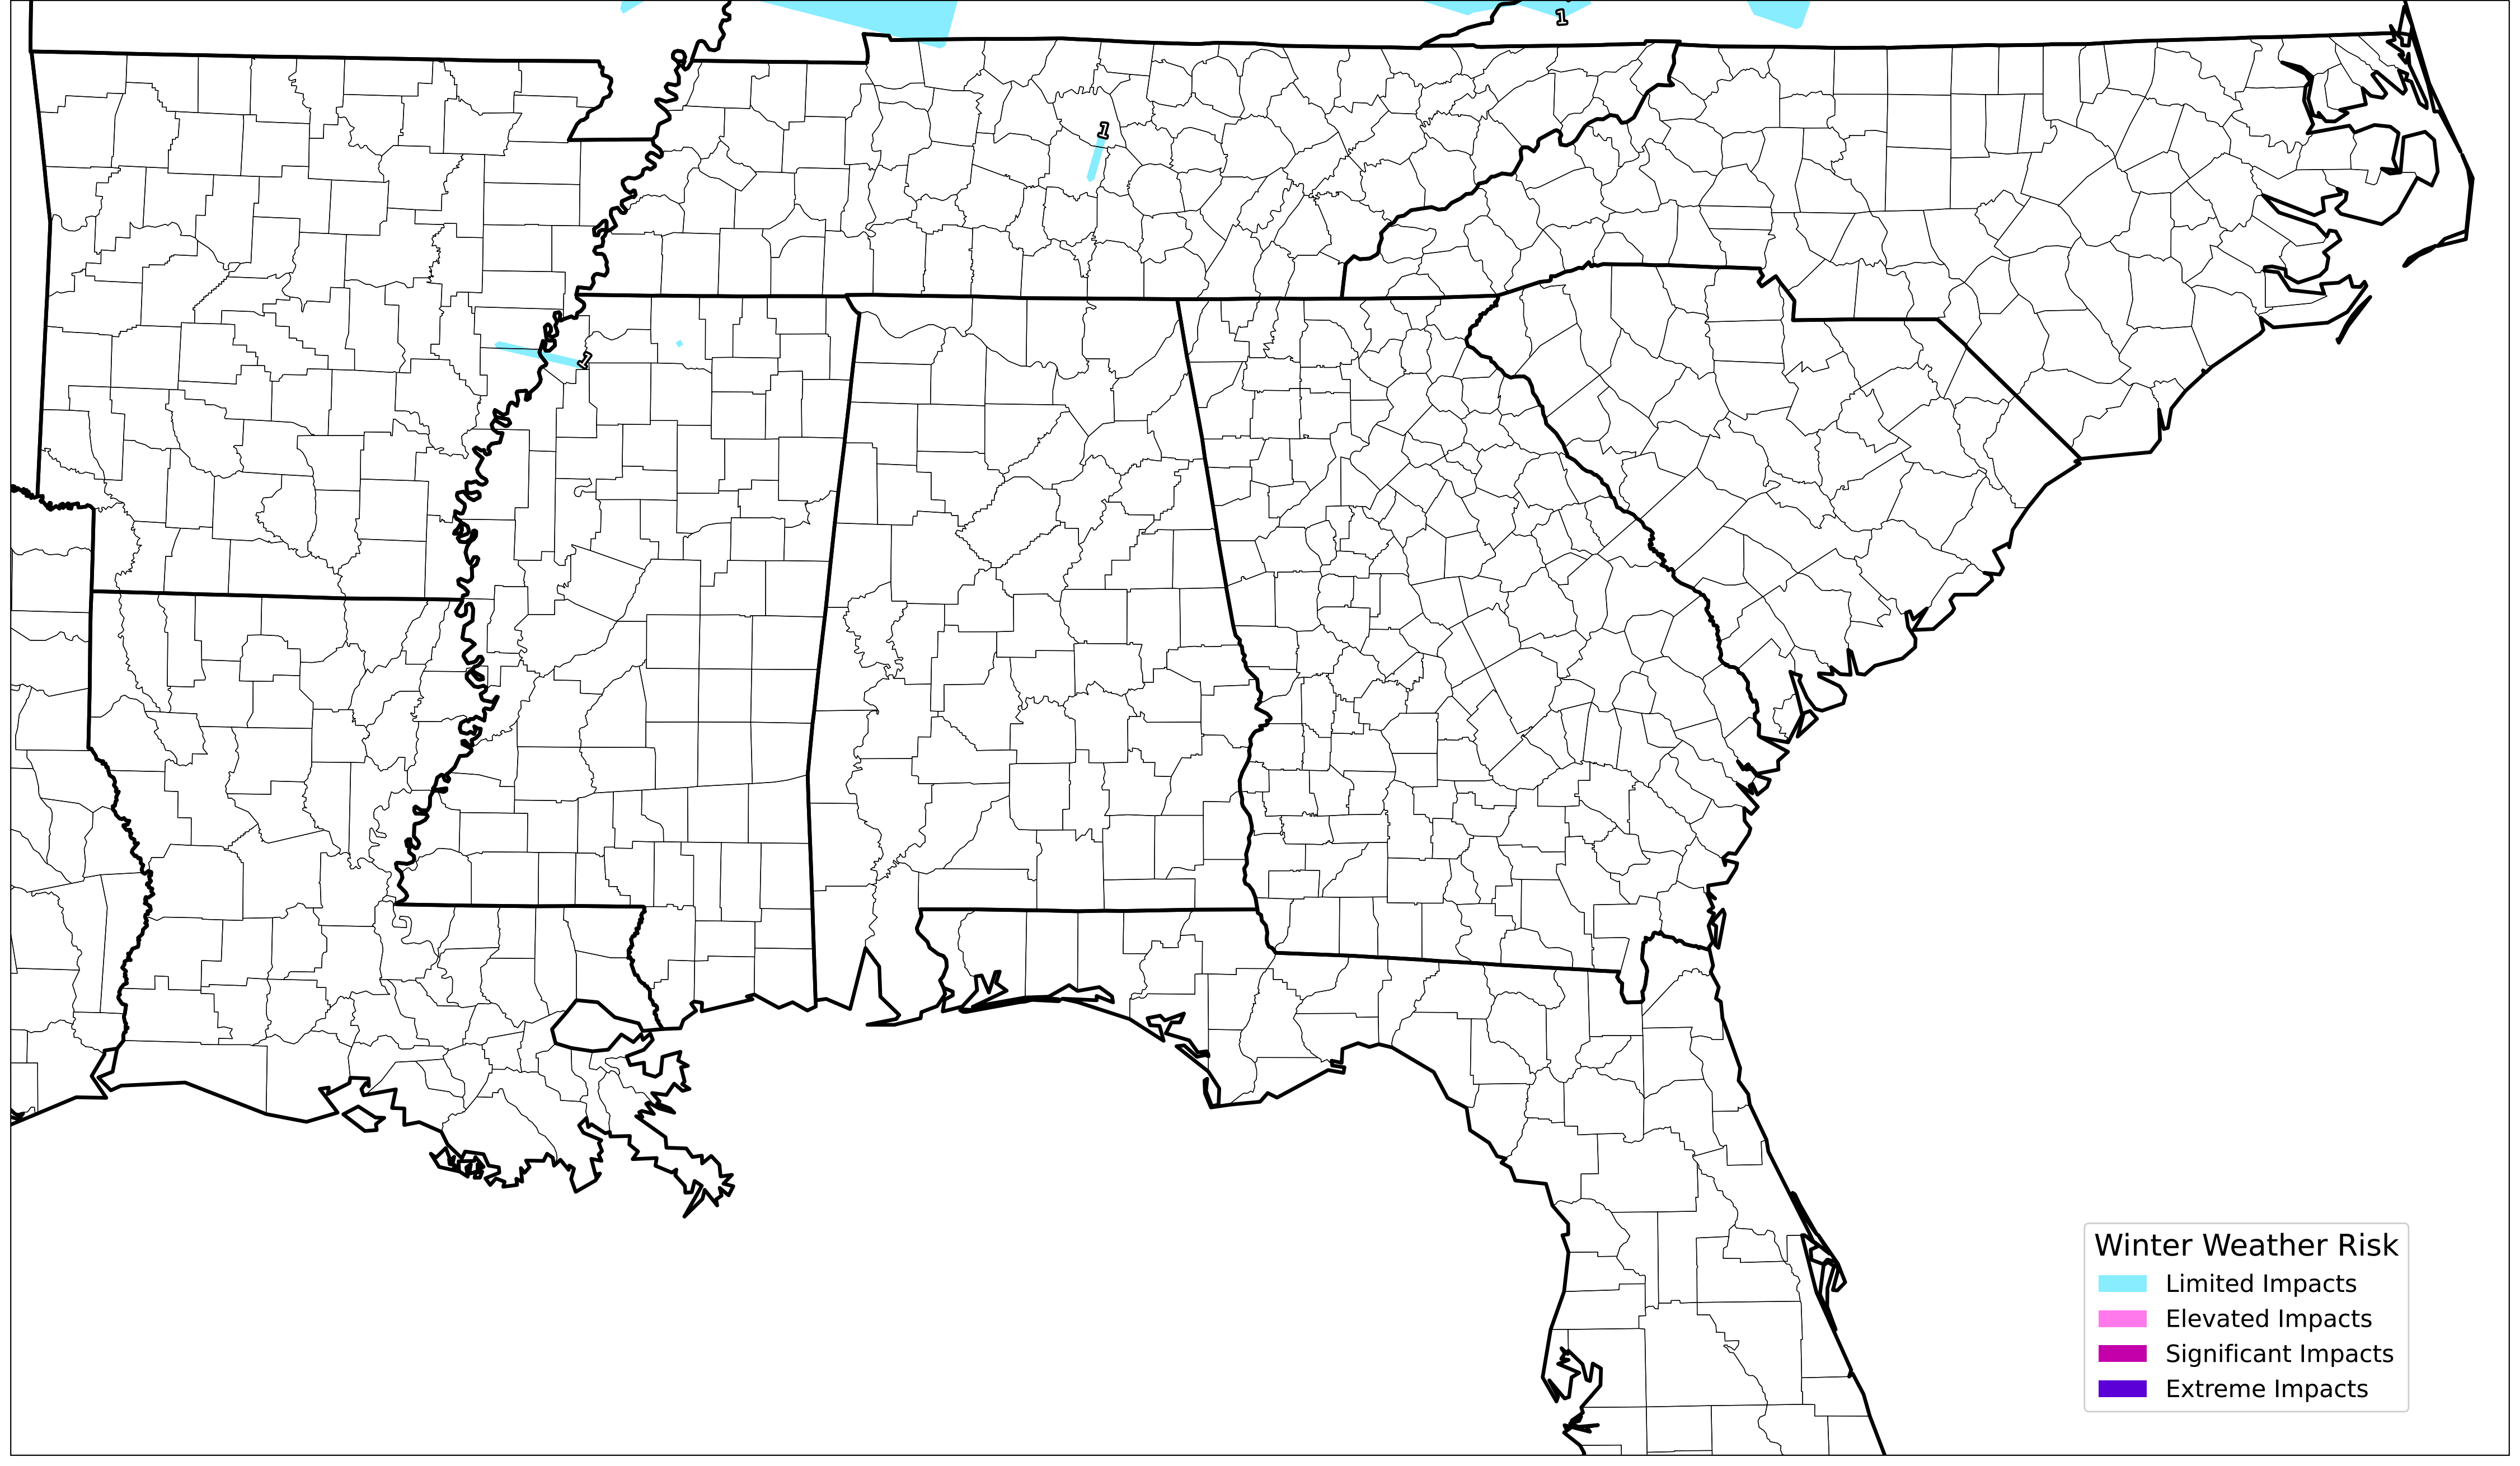 1
1
1
Winter Weather Risk
Limited Impacts
Elevated Impacts
Significant Impacts
Extreme Impacts